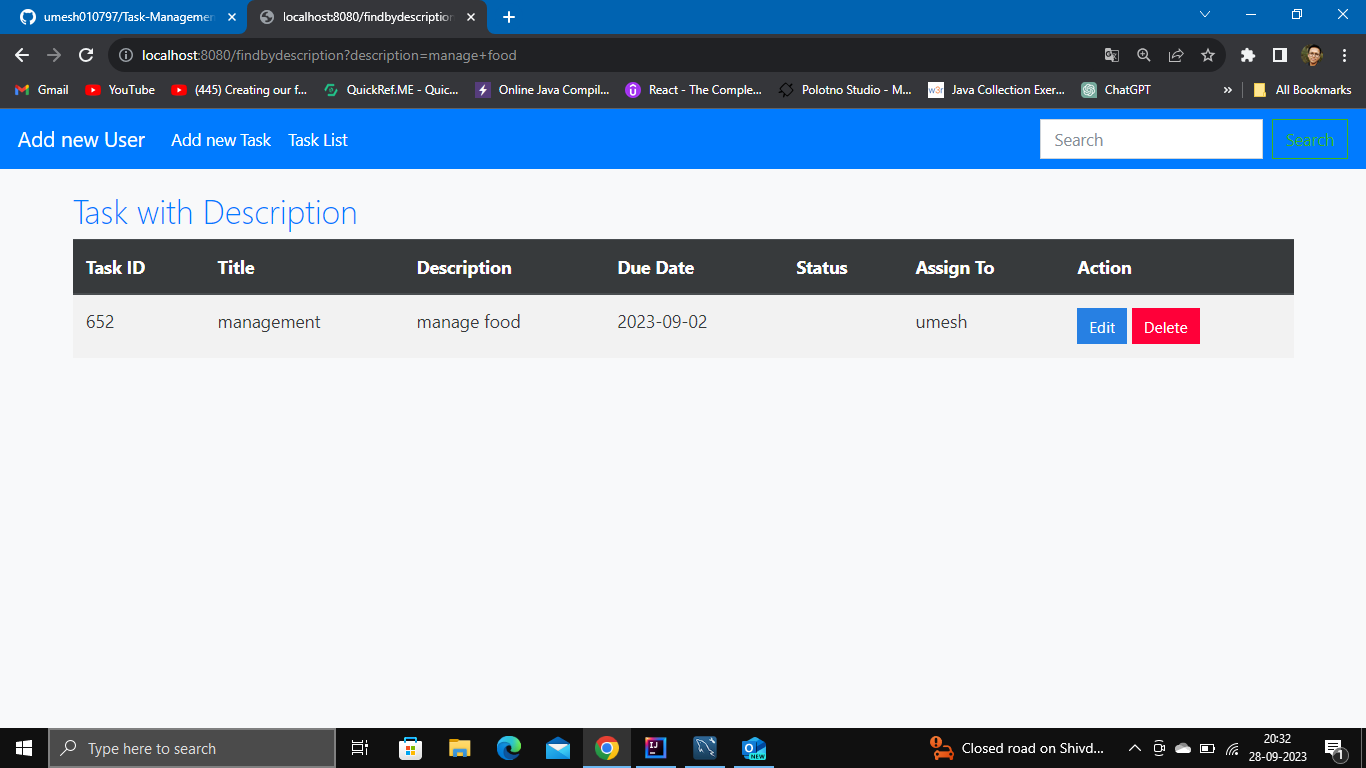 umesh010797/Task-Managemen
localhost:8080/findbydescription
localhost:8080/findbydescription?description=manage+food
Gmail YouTube (445) Creating our f... QuickRef.ME - Quic... Online Java Compil... React - The Comple... Polotno Studio - M... w3r Java Collection Exer... ChatGPT » All Bookmarks
Add new User Add new Task Task List Search Search
Task with Description
Task ID Title Description Due Date Status Assign To Action
652 management manage food 2023-09-02 umesh Edit Delete
Type here to search
Closed road on Shivd...
20:32
28-09-2023
1